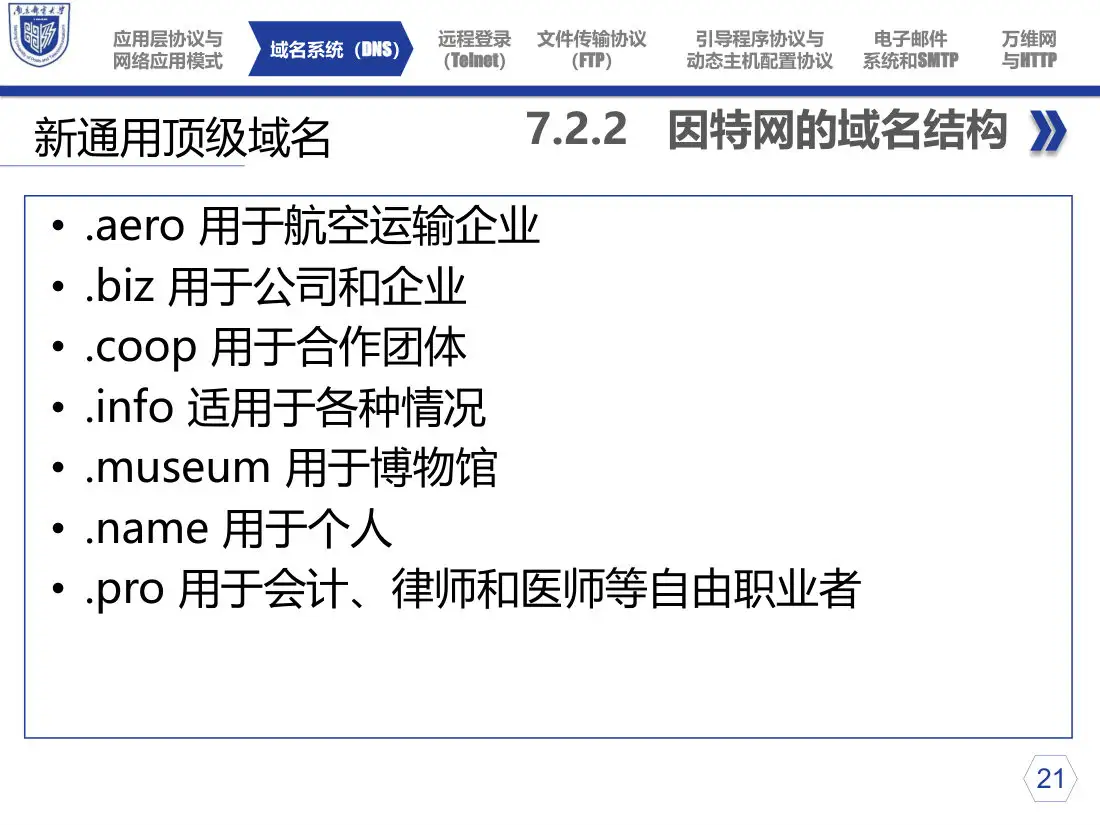 南京邮电大学
应用层协议与
网络应用模式
域名系统（DNS）
远程登录
（Telnet）
文件传输协议
（FTP）
引导程序协议与
动态主机配置协议
电子邮件
系统和SMTP
万维网
与HTTP
新通用顶级域名
7.2.2 因特网的域名结构
• .aero 用于航空运输企业
• .biz 用于公司和企业
• .coop 用于合作团体
• .info 适用于各种情况
• .museum 用于博物馆
• .name 用于个人
• .pro 用于会计、律师和医师等自由职业者
21